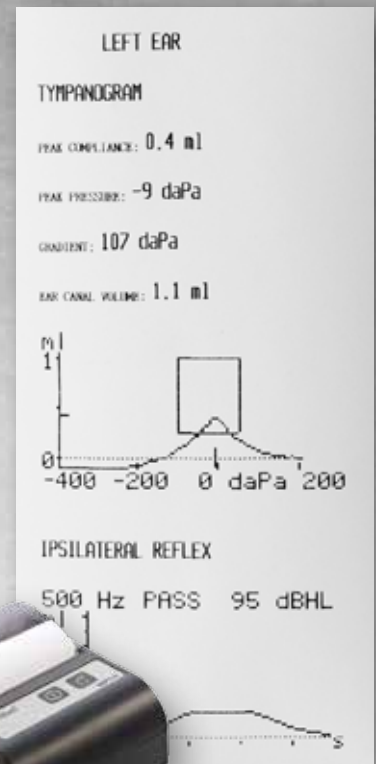 LEFT EAR
TYMPANOGRAM
PEAK COMPLIANCE: 0.4 ml
PEAK PRESSURE: -9 daPa
GRADIENT: 107 daPa
EAR CANAL VOLUME: 1.1 ml
ml
1
0
-400 -200 0 daPa 200
IPSILATERAL REFLEX
500 Hz PASS 95 dBHL
S